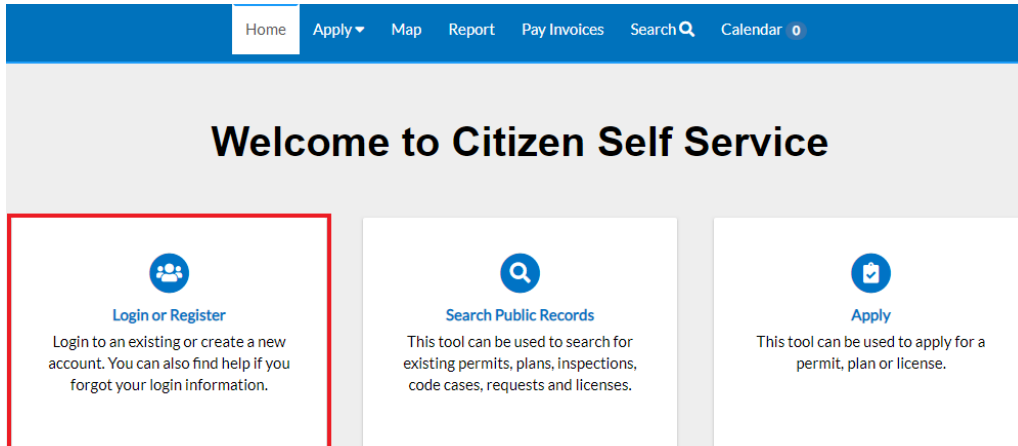 Home Apply Map Report Pay Invoices Search Calendar 0
Welcome to Citizen Self Service
Login or Register
Login to an existing or create a new
account. You can also find help if you
forgot your login information.
Search Public Records
This tool can be used to search for
existing permits, plans, inspections,
code cases, requests and licenses.
Apply
This tool can be used to apply for a
permit, plan or license.